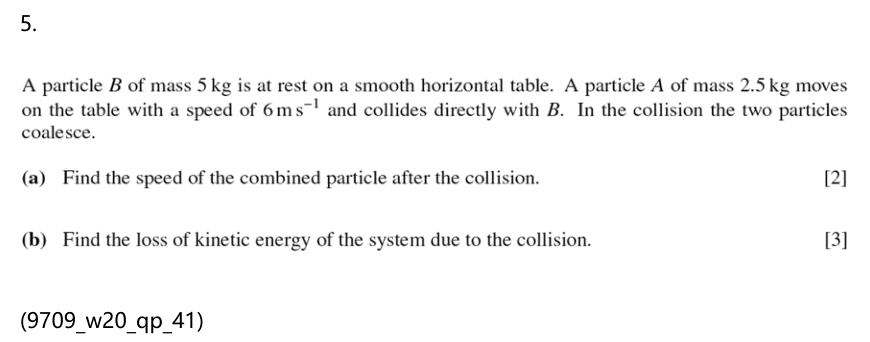 5.
A particle B of mass 5 kg is at rest on a smooth horizontal table. A particle A of mass 2.5 kg moves
on the table with a speed of 6 m s⁻¹ and collides directly with B. In the collision the two particles
coalesce.
(a) Find the speed of the combined particle after the collision. [2]
(b) Find the loss of kinetic energy of the system due to the collision. [3]
(9709_w20_qp_41)